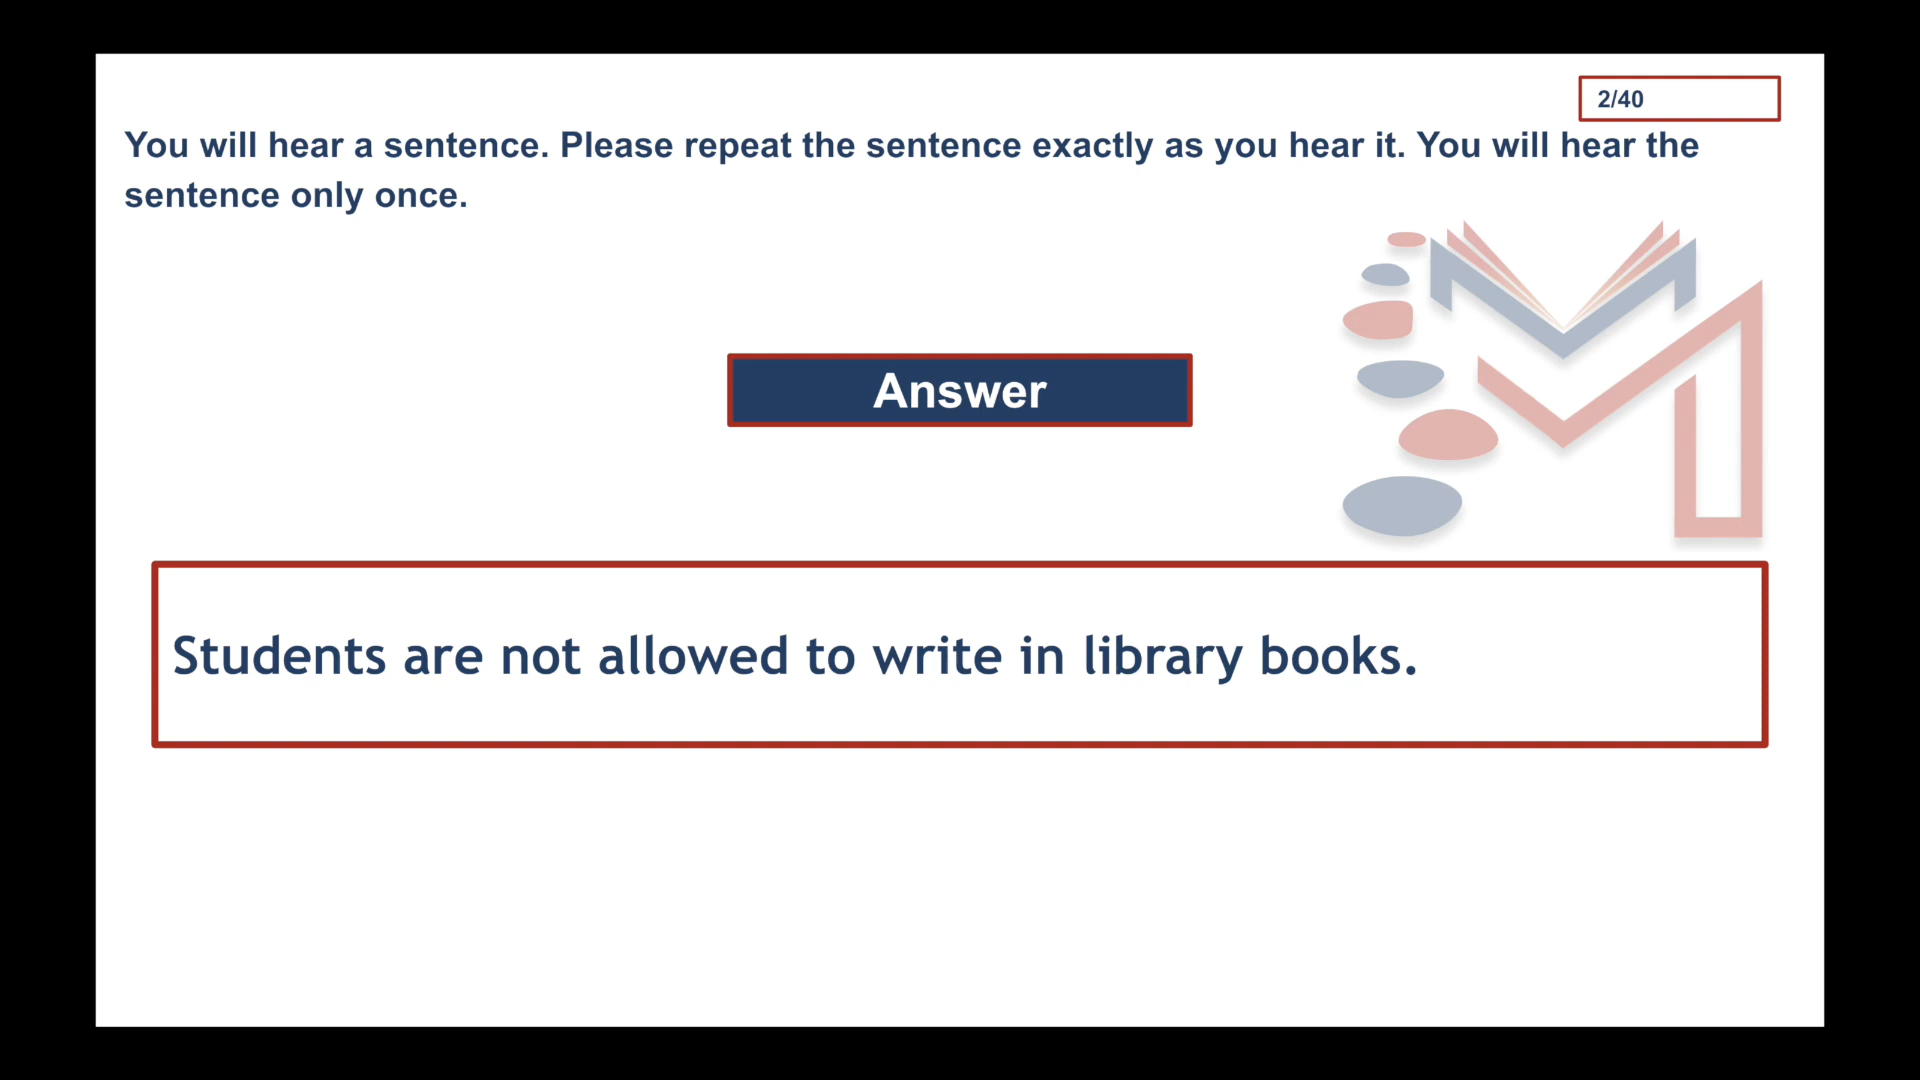 2/40
You will hear a sentence. Please repeat the sentence exactly as you hear it. You will hear the
sentence only once.
Answer
Students are not allowed to write in library books.